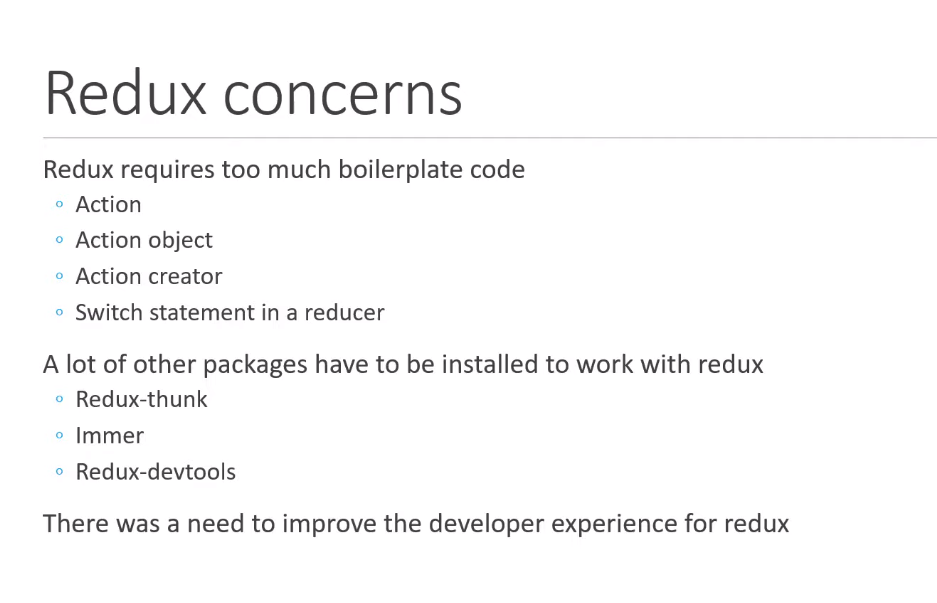 Redux concerns
Redux requires too much boilerplate code
Action
Action object
Action creator
Switch statement in a reducer
A lot of other packages have to be installed to work with redux
Redux-thunk
Immer
Redux-devtools
There was a need to improve the developer experience for redux